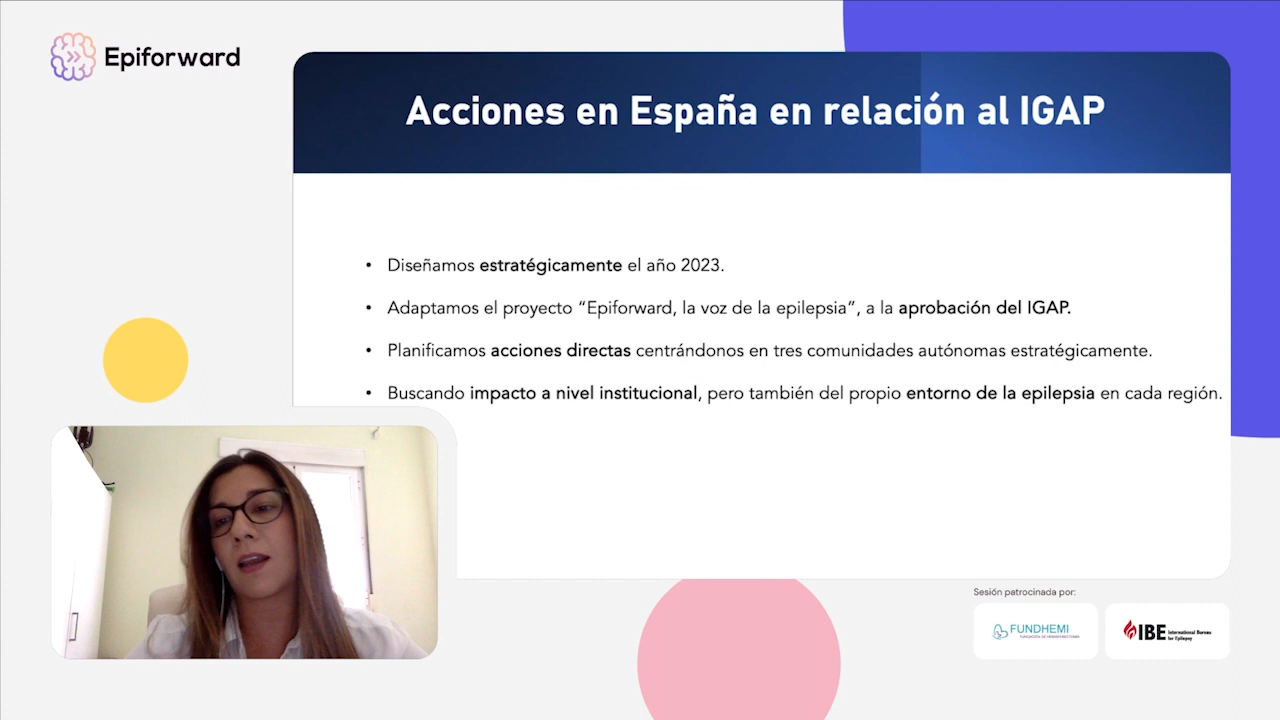 Epiforward
Acciones en España en relación al IGAP
• Diseñamos estratégicamente el año 2023.
• Adaptamos el proyecto “Epiforward, la voz de la epilepsia”, a la aprobación del IGAP.
• Planificamos acciones directas centrándonos en tres comunidades autónomas estratégicamente.
• Buscando impacto a nivel institucional, pero también del propio entorno de la epilepsia en cada región.
Sesión patrocinada por:
FUNDHEMI
IBE International Bureau
for Epilepsy